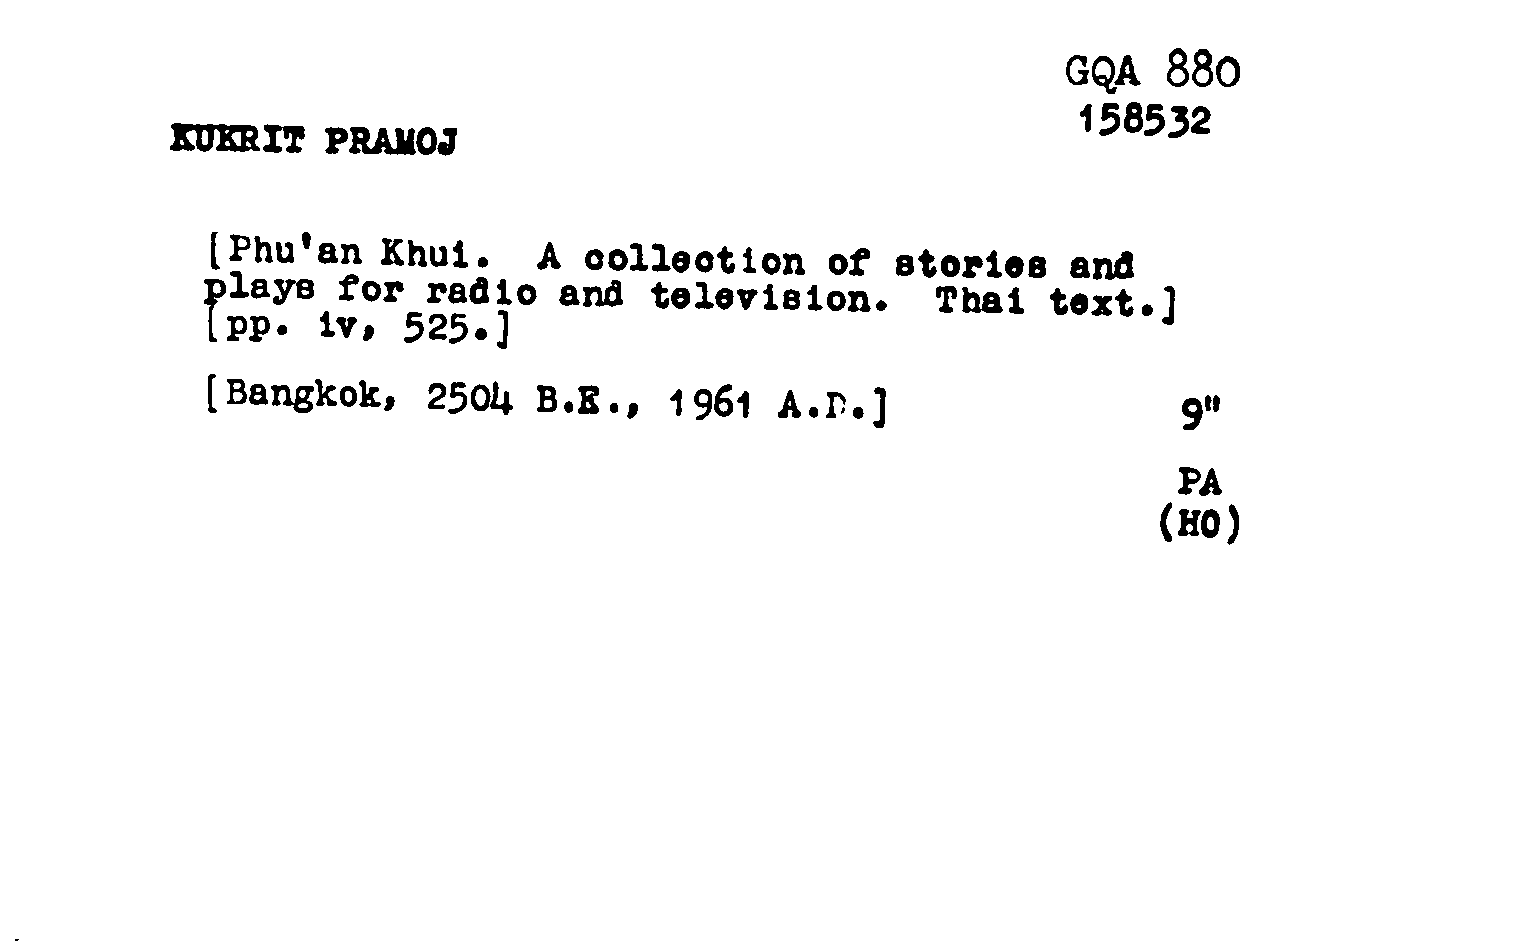 GQA 880
158532
KUKRIT PRAMOJ
[Phu'an Khui. A collection of stories and
plays for radio and television. Thai text.]
[pp. iv, 525.]
[Bangkok, 2504 B.E., 1961 A.D.]
9"
PA
(HO)